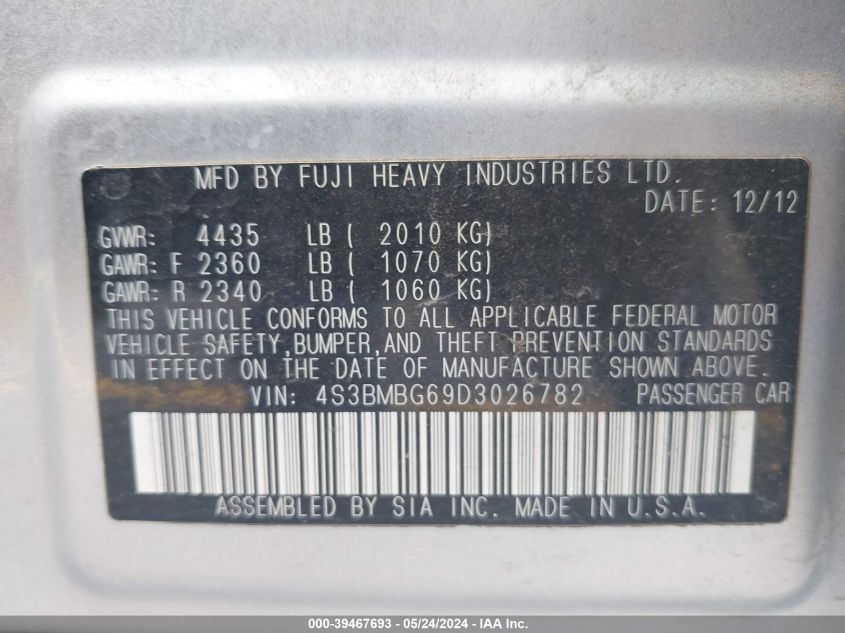 MFD BY FUJI HEAVY INDUSTRIES LTD.
DATE: 12/12
GVWR: 4435 LB ( 2010 KG)
GAWR: F 2360 LB ( 1070 KG)
GAWR: R 2340 LB ( 1060 KG)
THIS VEHICLE CONFORMS TO ALL APPLICABLE FEDERAL MOTOR
VEHICLE SAFETY,BUMPER,AND THEFT PREVENTION STANDARDS
IN EFFECT ON THE DATE OF MANUFACTURE SHOWN ABOVE.
VIN: 4S3BMBG69D3026782 PASSENGER CAR
ASSEMBLED BY SIA INC. MADE IN U.S.A.
000-39467693 - 05/24/2024 - IAA Inc.